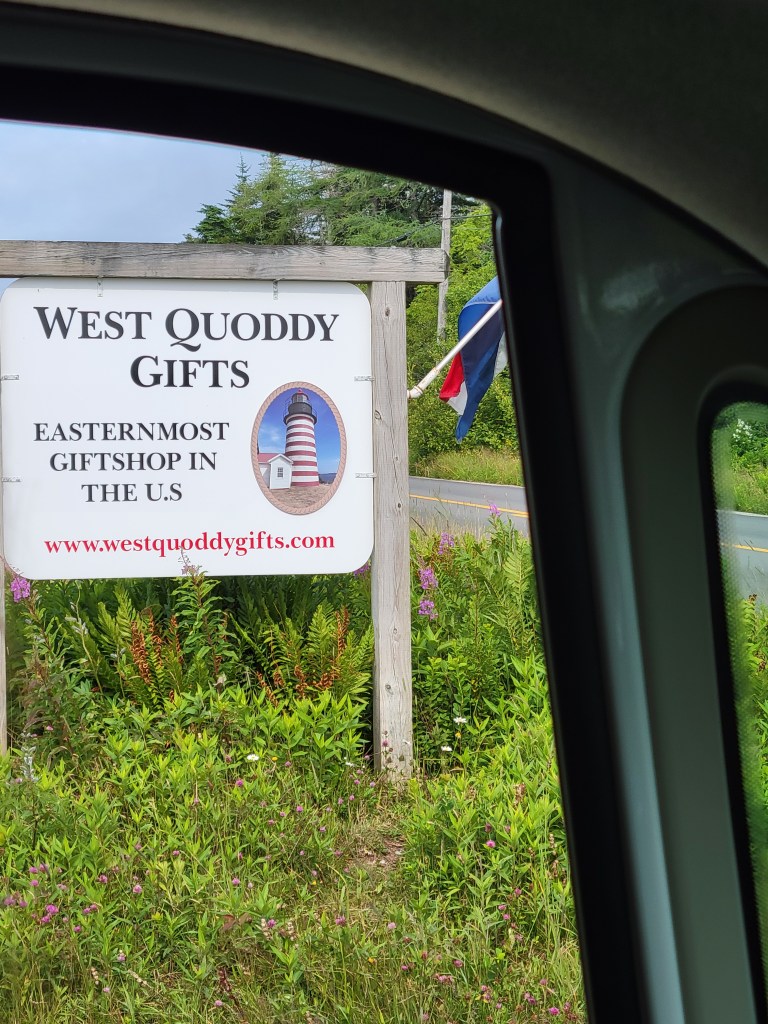 WEST QUODDY
GIFTS
EASTERNMOST
GIFTSHOP IN
THE U.S
www.westquoddygifts.com